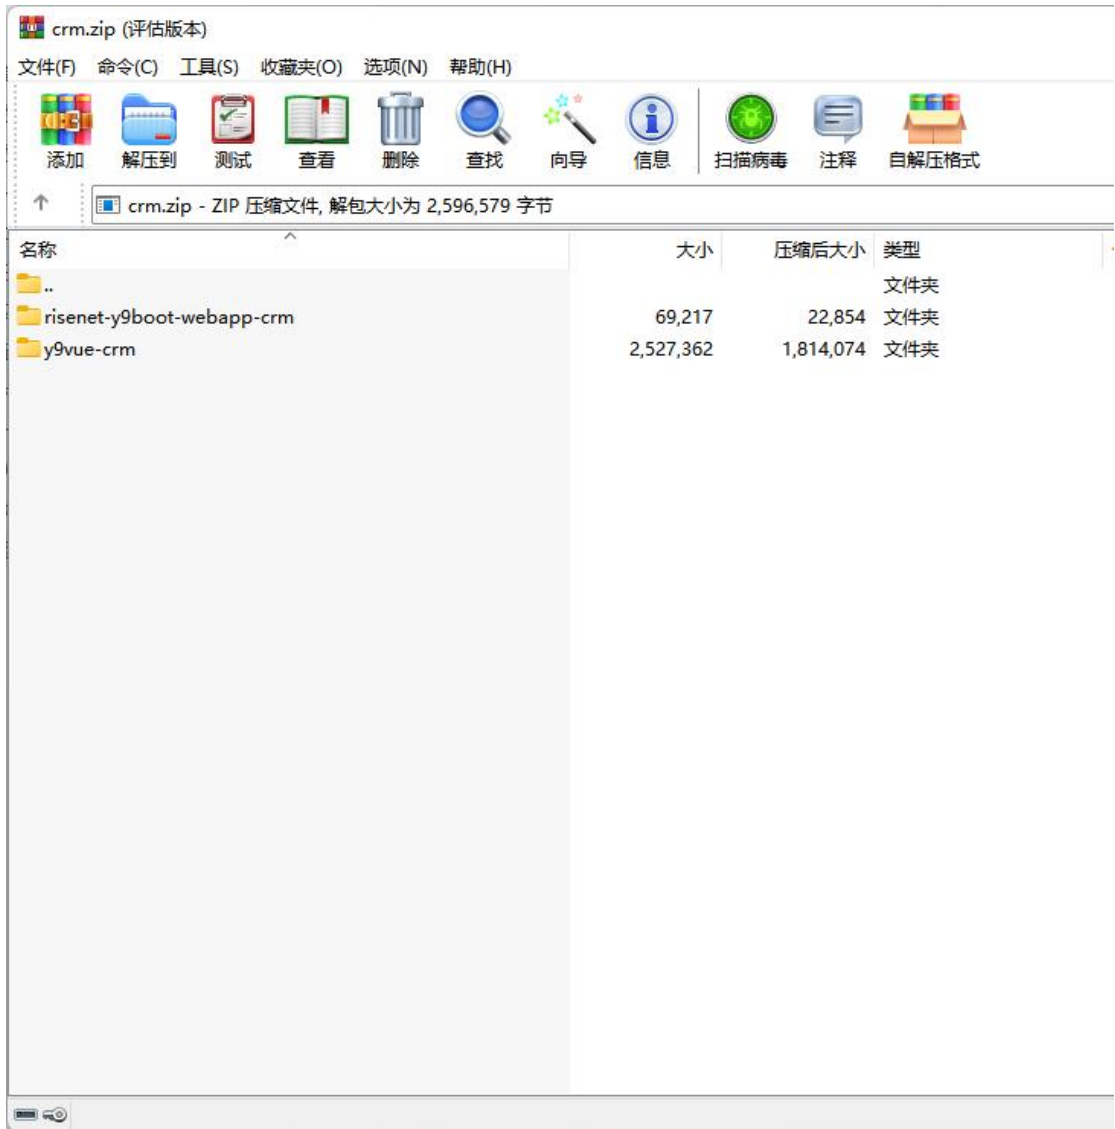 crm.zip (评估版本)
文件(F) 命令(C) 工具(S) 收藏夹(O) 选项(N) 帮助(H)
添加 解压到 测试 查看 删除 查找 向导 信息 扫描病毒 注释 自解压格式
crm.zip - ZIP 压缩文件, 解包大小为 2,596,579 字节
名称 大小 压缩后大小 类型
.. 文件夹
risenet-y9boot-webapp-crm 69,217 22,854 文件夹
y9vue-crm 2,527,362 1,814,074 文件夹